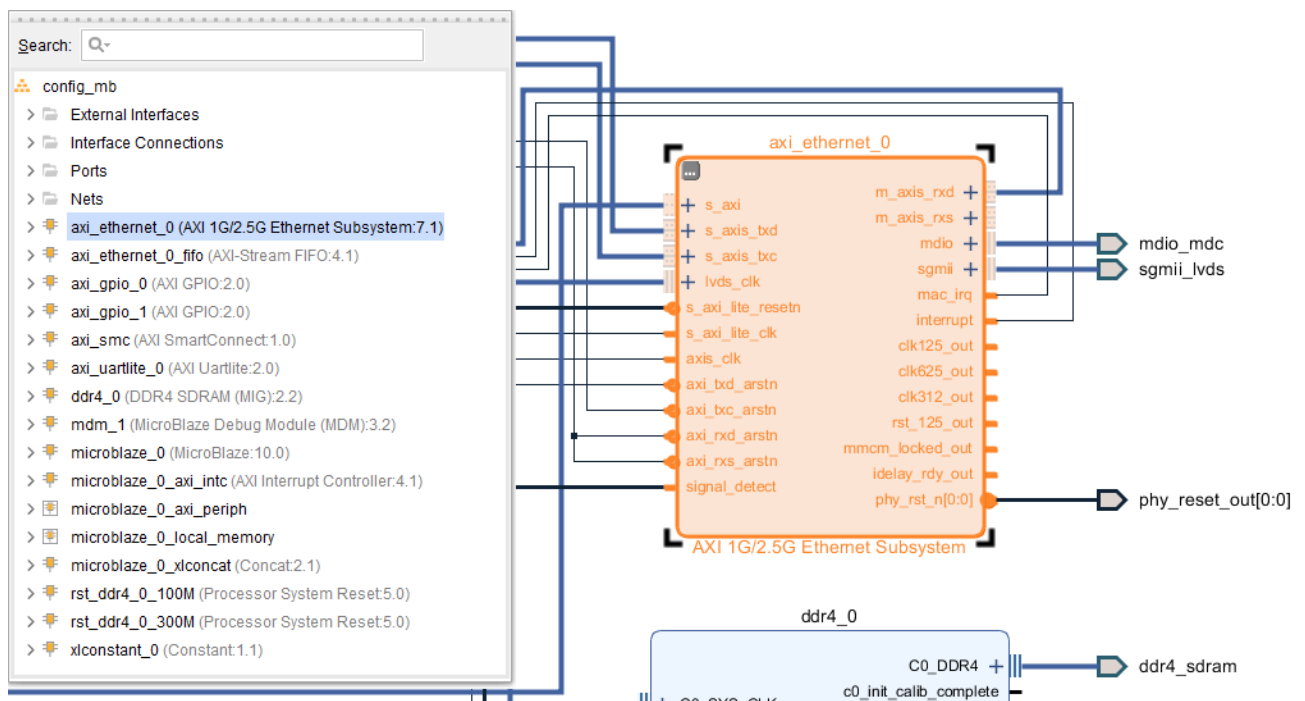 Search:
config_mb
External Interfaces
Interface Connections
Ports
Nets
axi_ethernet_0 (AXI 1G/2.5G Ethernet Subsystem:7.1)
axi_ethernet_0_fifo (AXI-Stream FIFO:4.1)
axi_gpio_0 (AXI GPIO:2.0)
axi_gpio_1 (AXI GPIO:2.0)
axi_smc (AXI SmartConnect:1.0)
axi_uartlite_0 (AXI Uartlite:2.0)
ddr4_0 (DDR4 SDRAM (MIG):2.2)
mdm_1 (MicroBlaze Debug Module (MDM):3.2)
microblaze_0 (MicroBlaze:10.0)
microblaze_0_axi_intc (AXI Interrupt Controller:4.1)
microblaze_0_axi_periph
microblaze_0_local_memory
microblaze_0_xlconcat (Concat:2.1)
rst_ddr4_0_100M (Processor System Reset:5.0)
rst_ddr4_0_300M (Processor System Reset:5.0)
xlconstant_0 (Constant:1.1)
axi_ethernet_0
s_axi
s_axis_txd
s_axis_txc
lvds_clk
s_axi_lite_resetn
s_axi_lite_clk
axis_clk
axi_txd_arstn
axi_txc_arstn
axi_rxd_arstn
axi_rxs_arstn
signal_detect
m_axis_rxd
m_axis_rxs
mdio
sgmii
mac_irq
interrupt
clk125_out
clk625_out
clk312_out
rst_125_out
mmcm_locked_out
idelay_rdy_out
phy_rst_n[0:0]
AXI 1G/2.5G Ethernet Subsystem
mdio_mdc
sgmii_lvds
phy_reset_out[0:0]
ddr4_0
C0_DDR4
c0_init_calib_complete
C0_SYS_CLK
ddr4_sdram